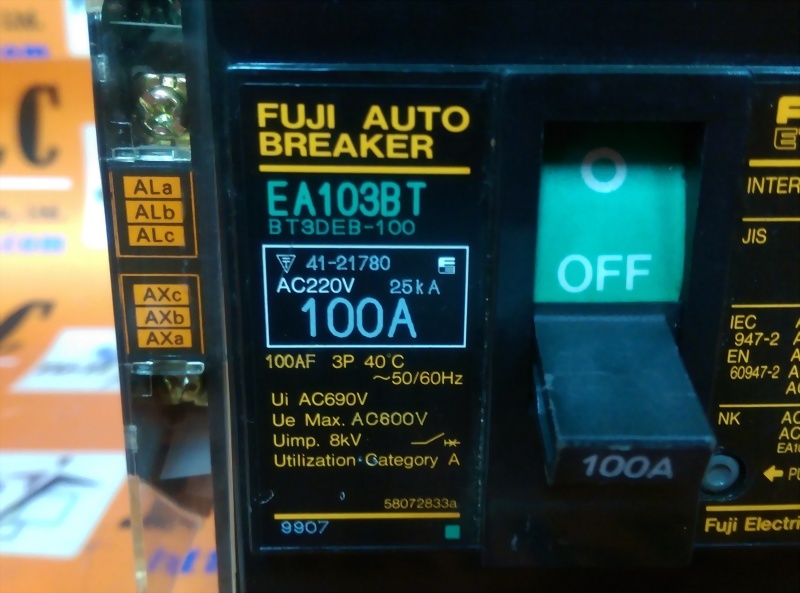 ALa
ALb
ALc
AXc
AXb
AXa
FUJI AUTO
BREAKER
EA103BT
BT3DEB-100
41-21780
AC220V 25kA
100A
100AF 3P 40°C
~50/60Hz
Ui AC690V
Ue Max. AC600V
Uimp. 8kV
Utilization Category A
58072833a
9907
O
OFF
100A
JIS
IEC
947-2
EN
60947-2
NK
Fuji